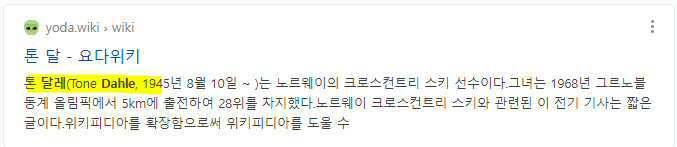 yoda.wiki › wiki
톤 달 - 요다위키
톤 달레(Tone Dahle, 1945년 8월 10일 ~ )는 노르웨이의 크로스컨트리 스키 선수이다.그녀는 1968년 그르노블
동계 올림픽에서 5km에 출전하여 28위를 차지했다.노르웨이 크로스컨트리 스키와 관련된 이 전기 기사는 짧은
글이다.위키피디아를 확장함으로써 위키피디아를 도울 수